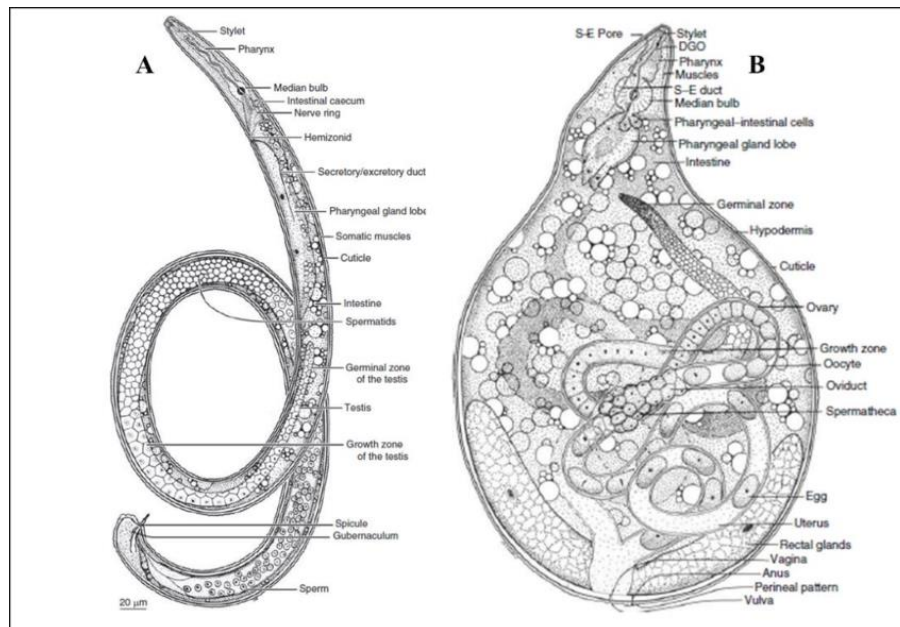 A
Stylet
Pharynx
Median bulb
Intestinal caecum
Nerve ring
Hemizonid
Secretory/excretory duct
Pharyngeal gland lobe
Somatic muscles
Cuticle
Intestine
Spermatids
Germinal zone
of the testis
Testis
Growth zone
of the testis
Spicule
Gubernaculum
Sperm
20 µm
B
S-E Pore
Stylet
DGO
Pharynx
Muscles
S-E duct
Median bulb
Pharyngeal-intestinal cells
Pharyngeal gland lobe
Intestine
Germinal zone
Hypodermis
Cuticle
Ovary
Growth zone
Oocyte
Oviduct
Spermatheca
Egg
Uterus
Rectal glands
Vagina
Anus
Perineal pattern
Vulva